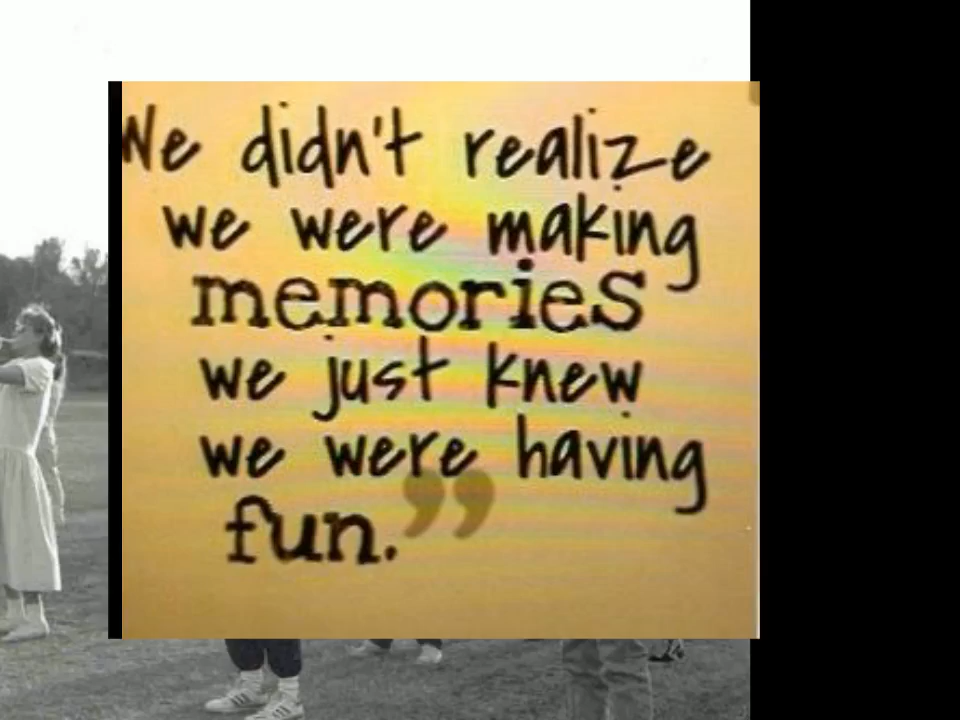 We didn't realize
we were making
memories
we just knew
we were having
fun.”